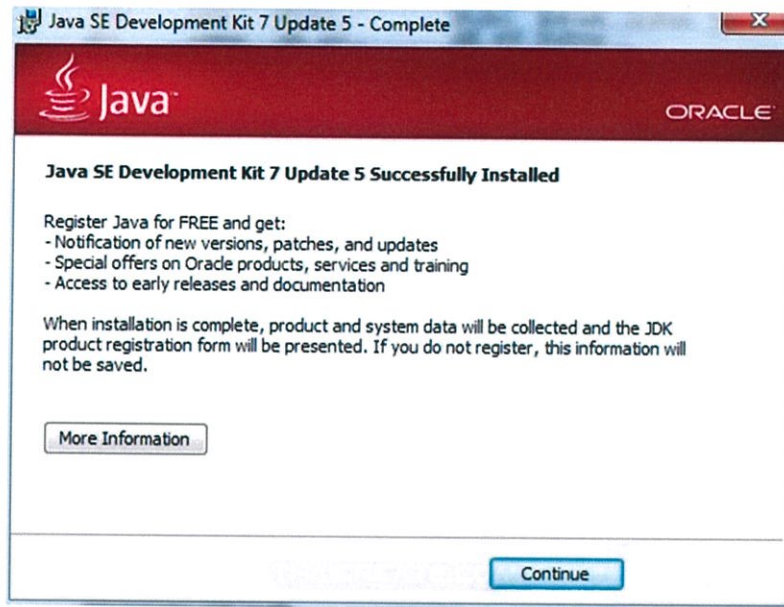 Java SE Development Kit 7 Update 5 - Complete
Java™
ORACLE
Java SE Development Kit 7 Update 5 Successfully Installed
Register Java for FREE and get:
- Notification of new versions, patches, and updates
- Special offers on Oracle products, services and training
- Access to early releases and documentation
When installation is complete, product and system data will be collected and the JDK
product registration form will be presented. If you do not register, this information will
not be saved.
More Information
Continue